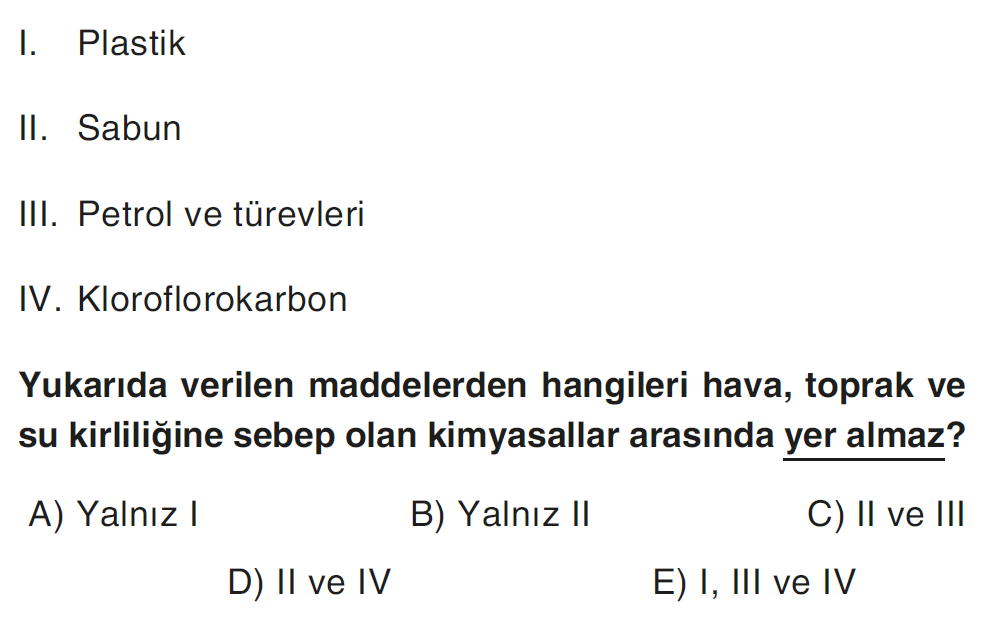 I. Plastik
II. Sabun
III. Petrol ve türevleri
IV. Kloroflorokarbon
Yukarıda verilen maddelerden hangileri hava, toprak ve
su kirliliğine sebep olan kimyasallar arasında yer almaz?
A) Yalnız I B) Yalnız II C) II ve III
D) II ve IV E) I, III ve IV